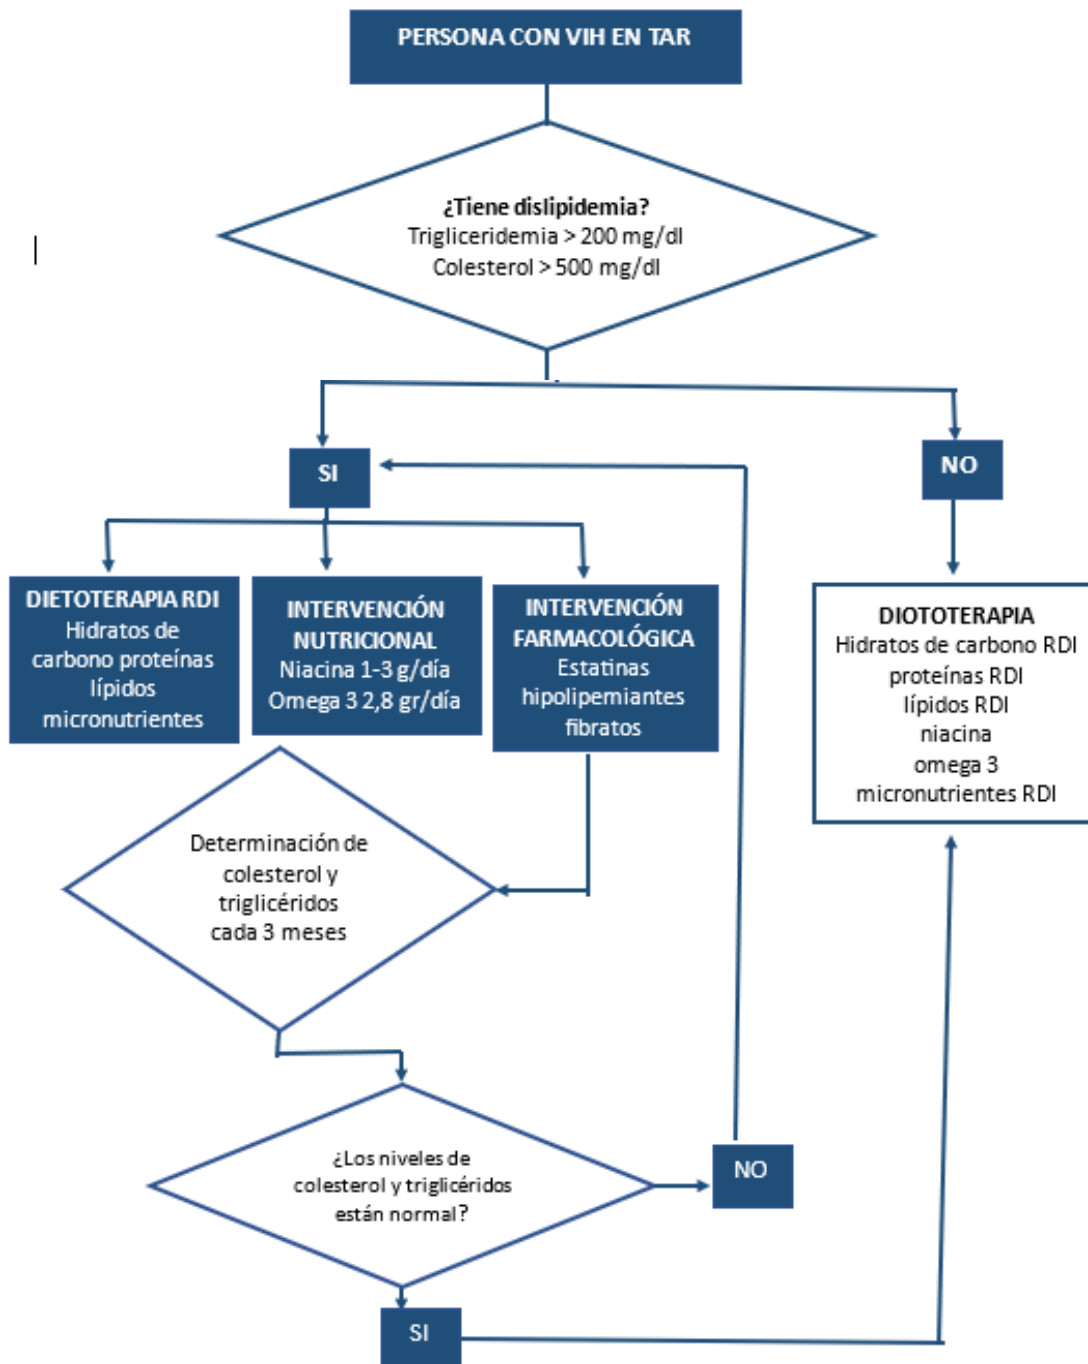 PERSONA CON VIH EN TAR
¿Tiene dislipidemia?
Trigliceridemia > 200 mg/dl
Colesterol > 500 mg/dl
SI
NO
DIETOTERAPIA RDI
Hidratos de
carbono proteínas
lípidos
micronutrientes
INTERVENCIÓN
NUTRICIONAL
Niacina 1-3 g/día
Omega 3 2,8 gr/día
INTERVENCIÓN
FARMACOLÓGICA
Estatinas
hipolipemiantes
fibratos
DIOTOTERAPIA
Hidratos de carbono RDI
proteínas RDI
lípidos RDI
niacina
omega 3
micronutrientes RDI
Determinación de
colesterol y
triglicéridos
cada 3 meses
¿Los niveles de
colesterol y triglicéridos
están normal?
NO
SI